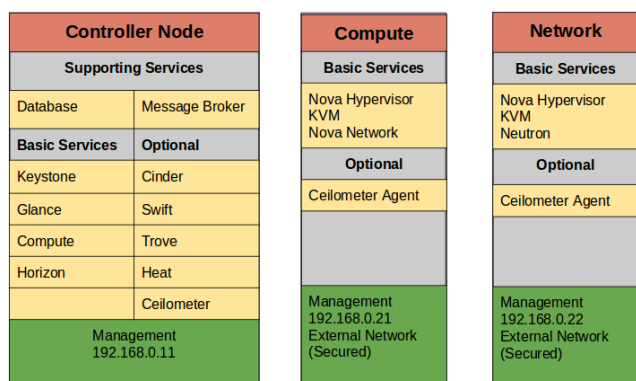 Controller Node
Supporting Services
Database Message Broker
Basic Services Optional
Keystone Cinder
Glance Swift
Compute Trove
Horizon Heat
Ceilometer
Management
192.168.0.11
Compute
Basic Services
Nova Hypervisor
KVM
Nova Network
Optional
Ceilometer Agent
Management
192.168.0.21
External Network
(Secured)
Network
Basic Services
Nova Hypervisor
KVM
Neutron
Optional
Ceilometer Agent
Management
192.168.0.22
External Network
(Secured)